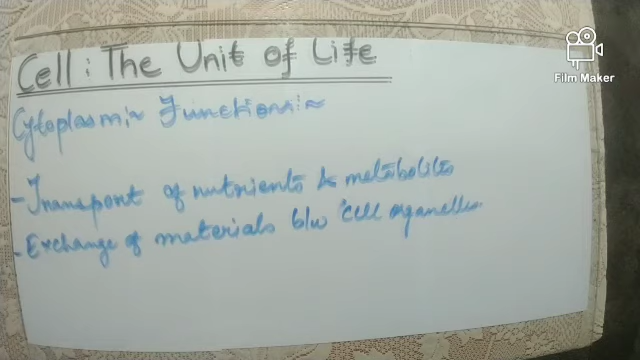 Cell : The Unit of Life
Film Maker
Cytoplasm:~ Functions:~
- Transport of nutrients & metabolites
- Exchange of materials b/w cell organelles.